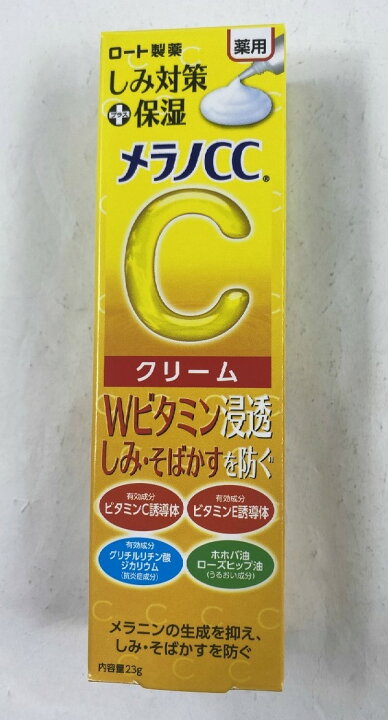 ロート製薬
薬用
しみ対策
プラス保湿
メラノCC®
C
クリーム
Wビタミン浸透
しみ・そばかすを防ぐ
有効成分
ビタミンC誘導体
有効成分
ビタミンE誘導体
有効成分
グリチルリチン酸
ジカリウム
(抗炎症成分)
ホホバ油
ローズヒップ油
(うるおい成分)
メラニンの生成を抑え、
しみ・そばかすを防ぐ
内容量23g